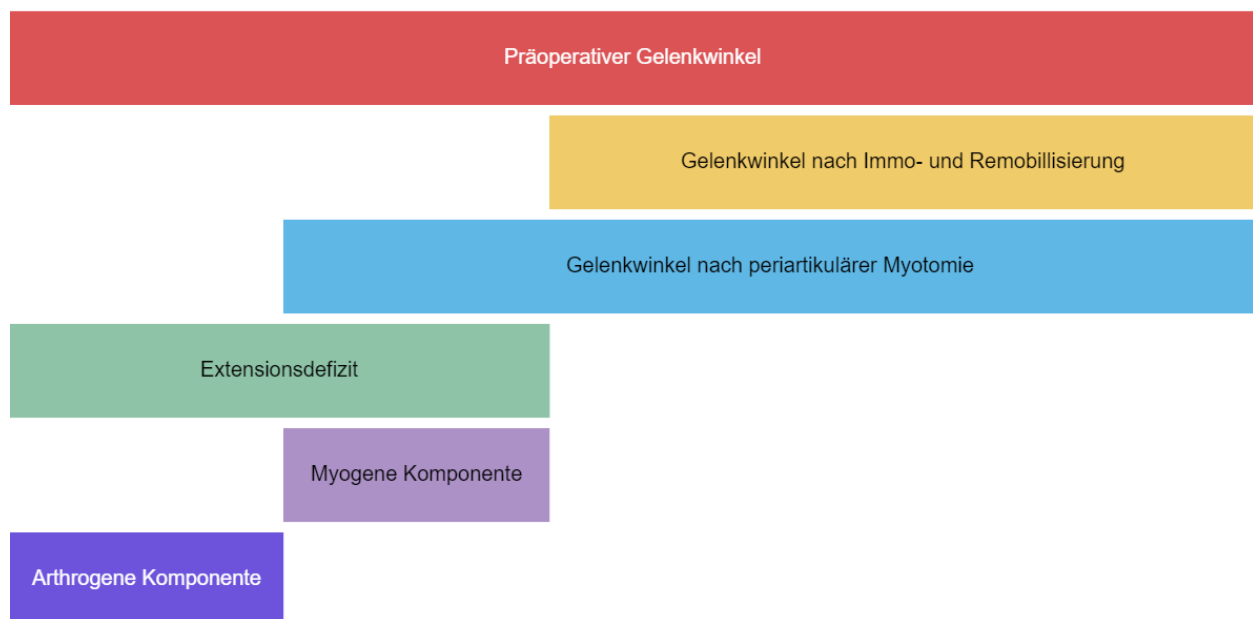 Präoperativer Gelenkwinkel
Gelenkwinkel nach Immo- und Remobillisierung
Gelenkwinkel nach periartikulärer Myotomie
Extensionsdefizit
Myogene Komponente
Arthrogene Komponente